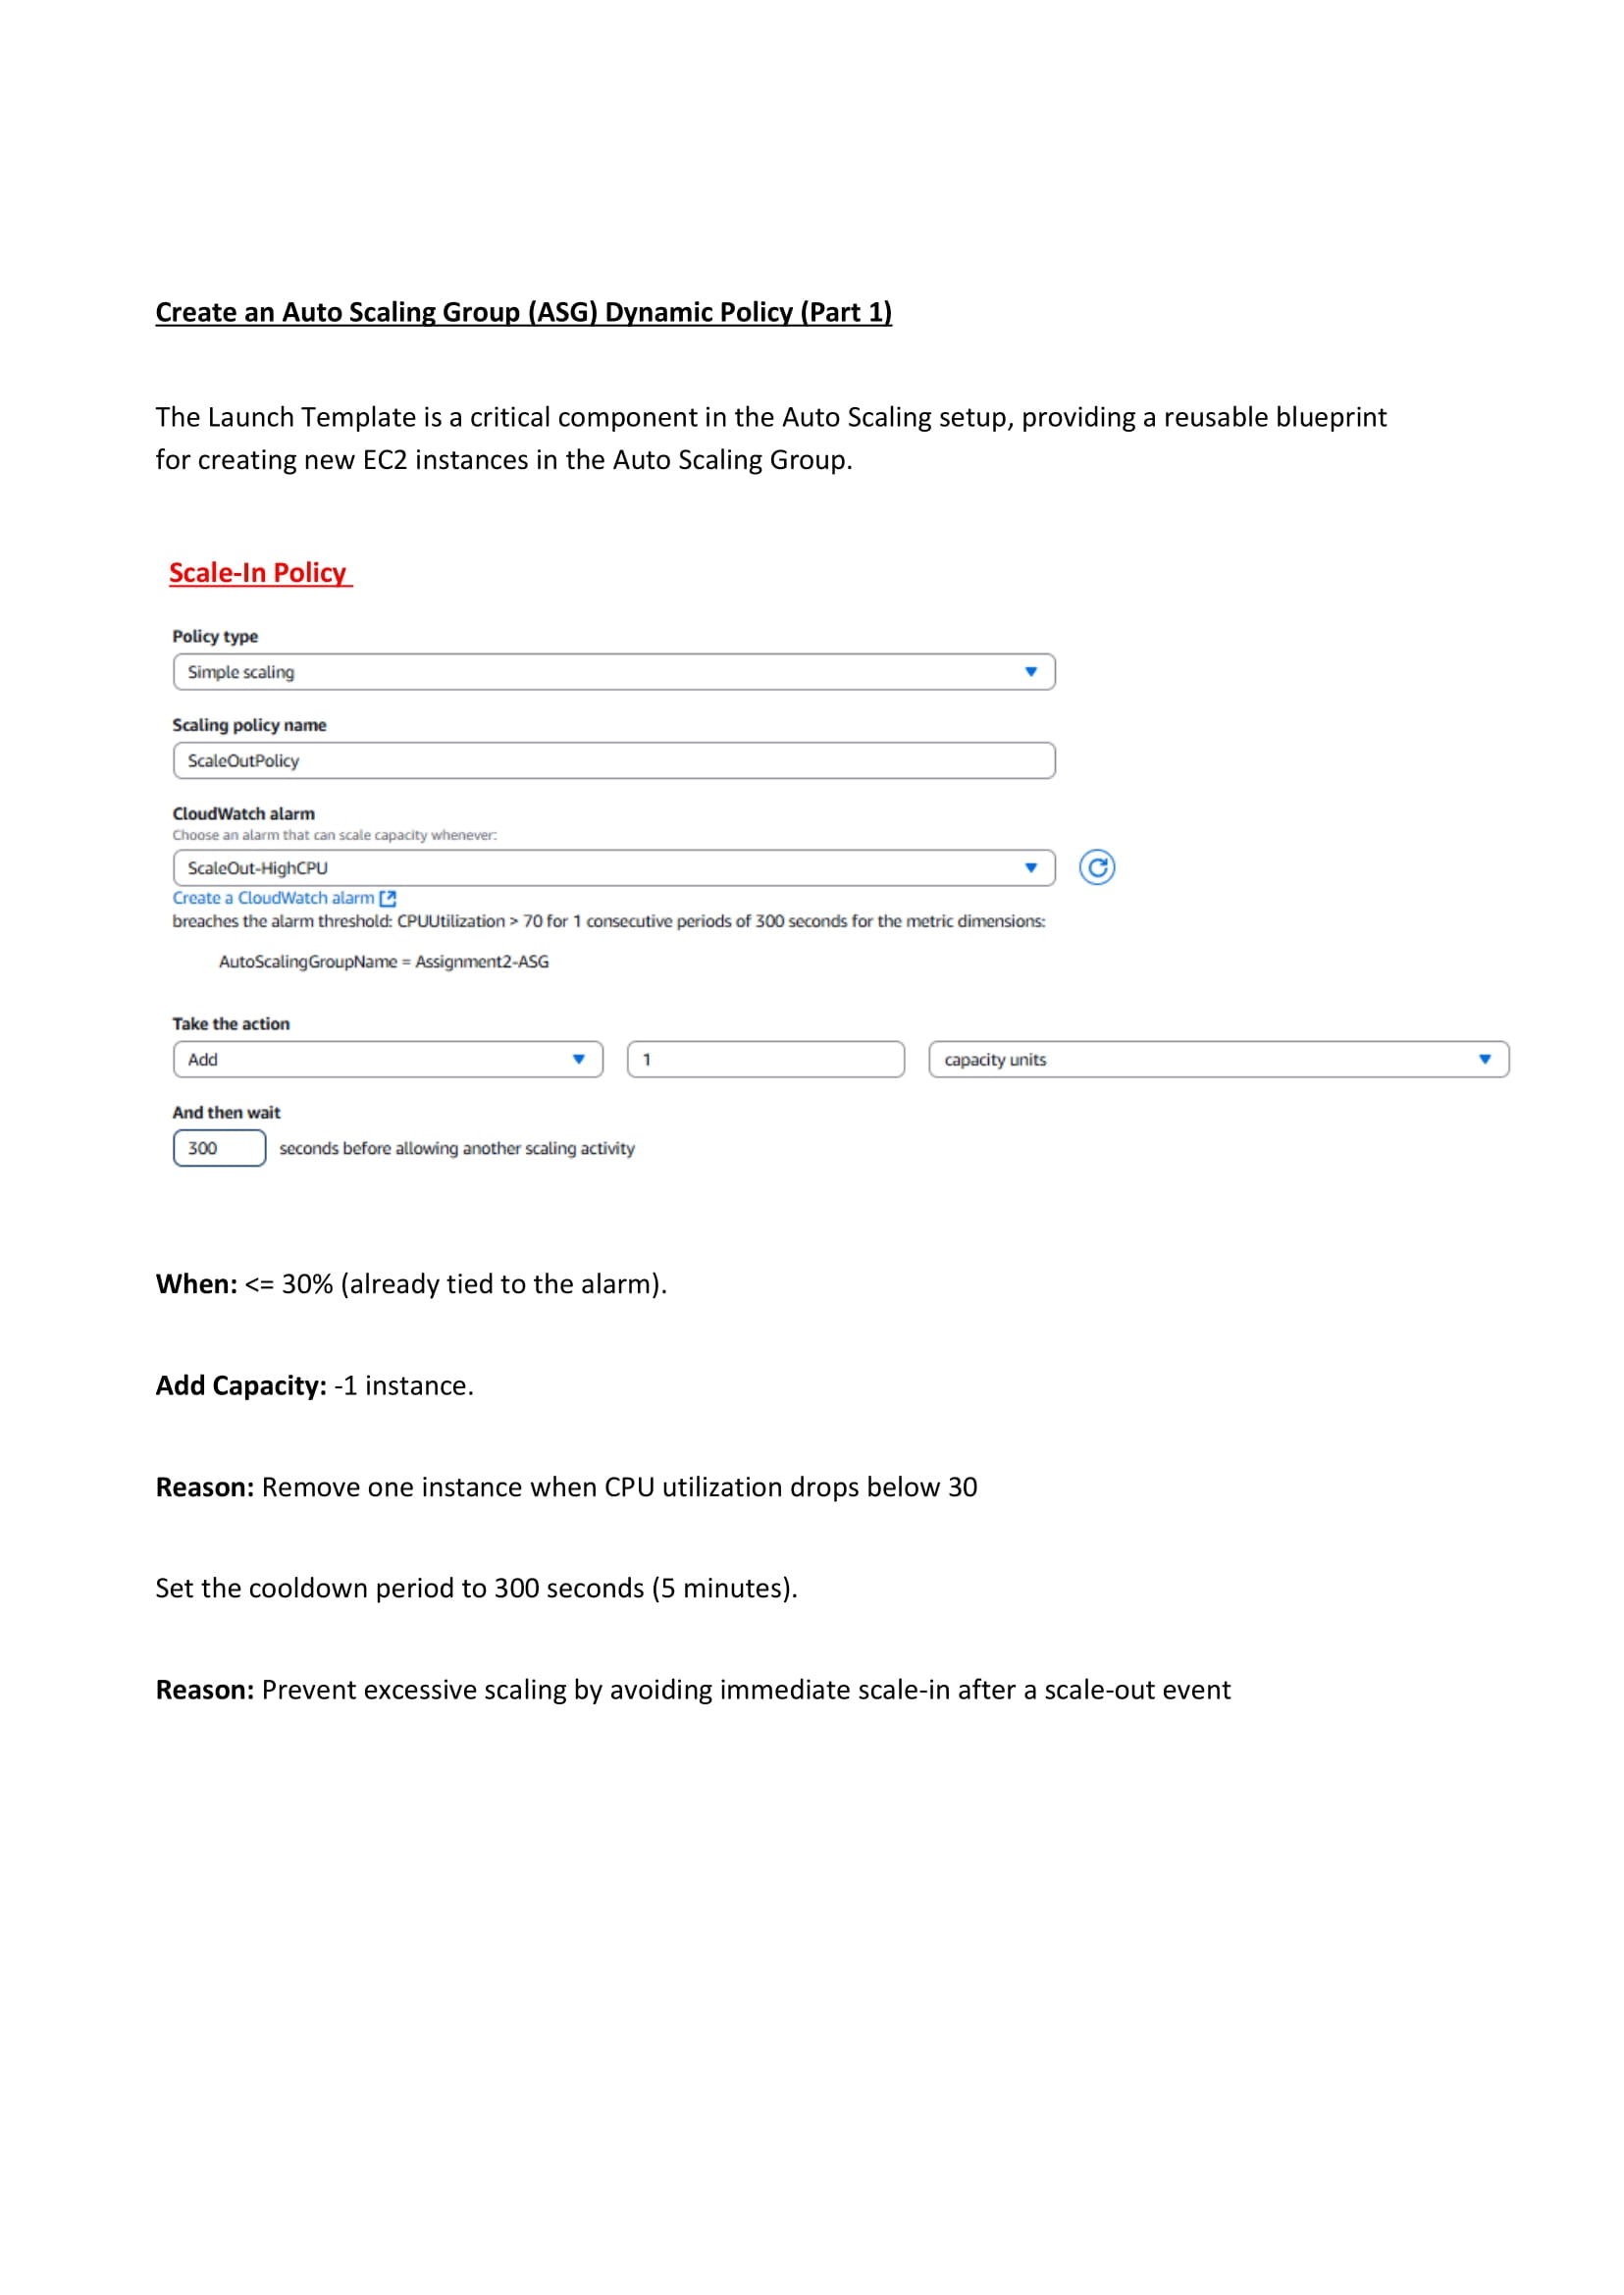 Create an Auto Scaling Group (ASG) Dynamic Policy (Part 1)
The Launch Template is a critical component in the Auto Scaling setup, providing a reusable blueprint
for creating new EC2 instances in the Auto Scaling Group.
Scale-In Policy
Policy type
Simple scaling
Scaling policy name
ScaleOutPolicy
CloudWatch alarm
Choose an alarm that can scale capacity whenever:
ScaleOut-HighCPU
Create a CloudWatch alarm
breaches the alarm threshold: CPUUtilization > 70 for 1 consecutive periods of 300 seconds for the metric dimensions:
AutoScalingGroupName = Assignment2-ASG
Take the action
Add 1 capacity units
And then wait
300 seconds before allowing another scaling activity
When: <= 30% (already tied to the alarm).
Add Capacity: -1 instance.
Reason: Remove one instance when CPU utilization drops below 30
Set the cooldown period to 300 seconds (5 minutes).
Reason: Prevent excessive scaling by avoiding immediate scale-in after a scale-out event